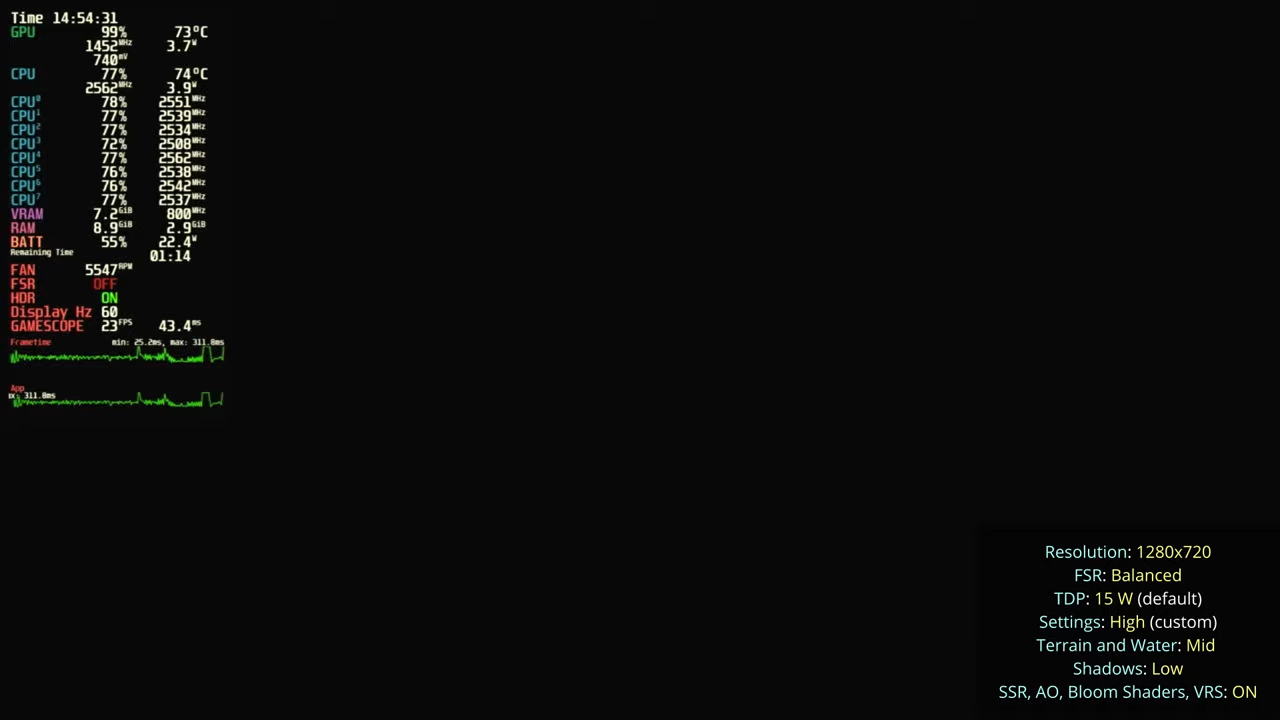 Time 14:54:31
GPU 99% 73°C
1452MHz 3.7W
740mV
CPU 77% 74°C
2562MHz 3.9W
CPU0 78% 2551MHz
CPU1 77% 2539MHz
CPU2 77% 2534MHz
CPU3 72% 2508MHz
CPU4 77% 2562MHz
CPU5 76% 2538MHz
CPU6 76% 2542MHz
CPU7 77% 2537MHz
VRAM 7.2GiB 800MHz
RAM 8.9GiB 2.9GiB
BATT 55% 22.4W
Remaining Time 01:14
FAN 5547RPM
FSR OFF
HDR ON
Display Hz 60
GAMESCOPE 23FPS 43.4ms
Frametime min: 25.2ms, max: 311.8ms
App
311.8ms
Resolution: 1280x720
FSR: Balanced
TDP: 15 W (default)
Settings: High (custom)
Terrain and Water: Mid
Shadows: Low
SSR, AO, Bloom Shaders, VRS: ON